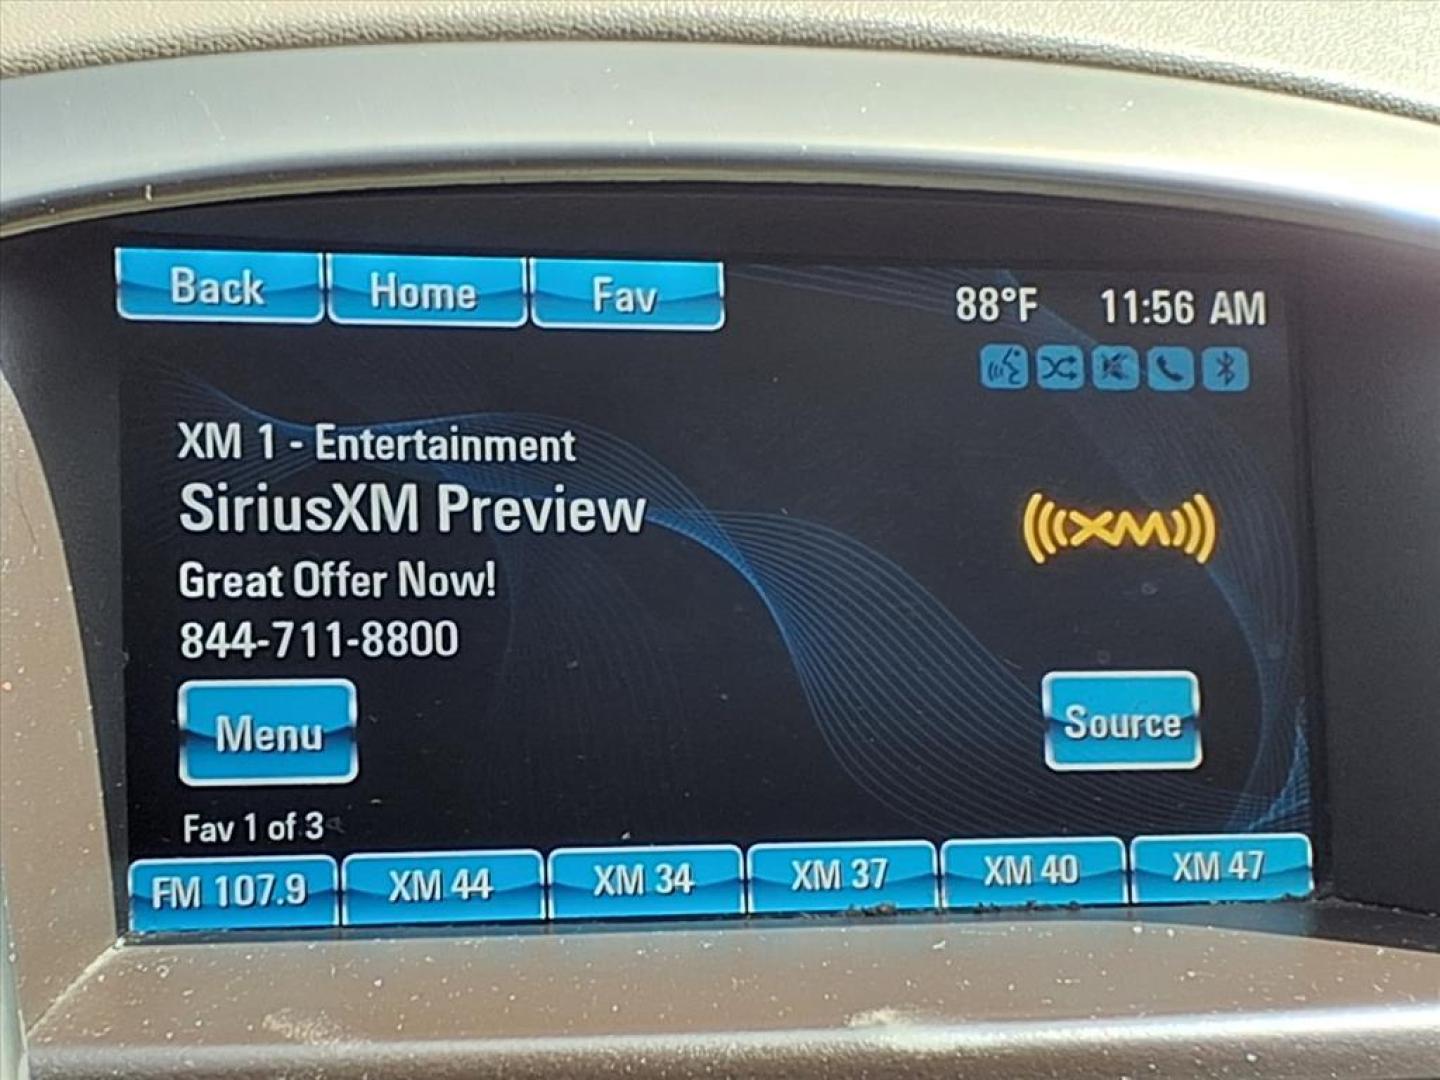 Back Home Fav
88°F 11:56 AM
XM 1 - Entertainment
SiriusXM Preview
Great Offer Now!
844-711-8800
XM
Menu
Source
Fav 1 of 3
FM 107.9 XM 44 XM 34 XM 37 XM 40 XM 47